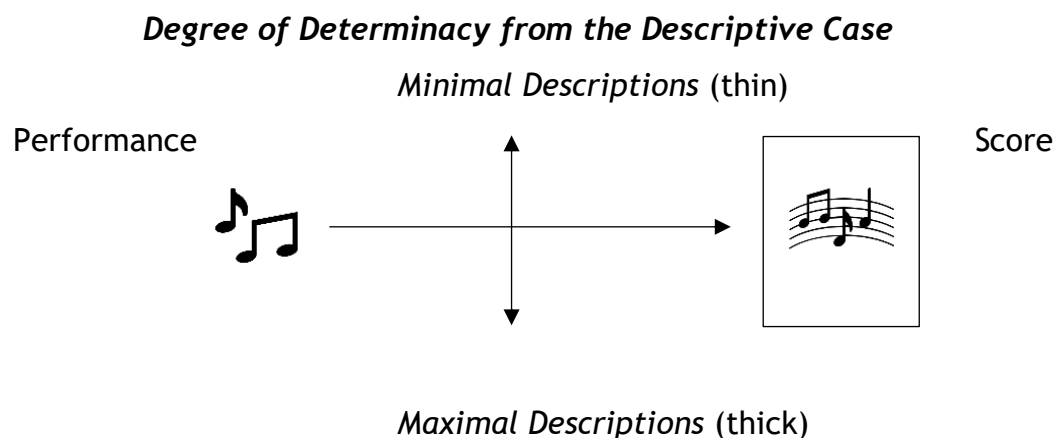 Degree of Determinacy from the Descriptive Case
Minimal Descriptions (thin)
Performance
Score
Maximal Descriptions (thick)